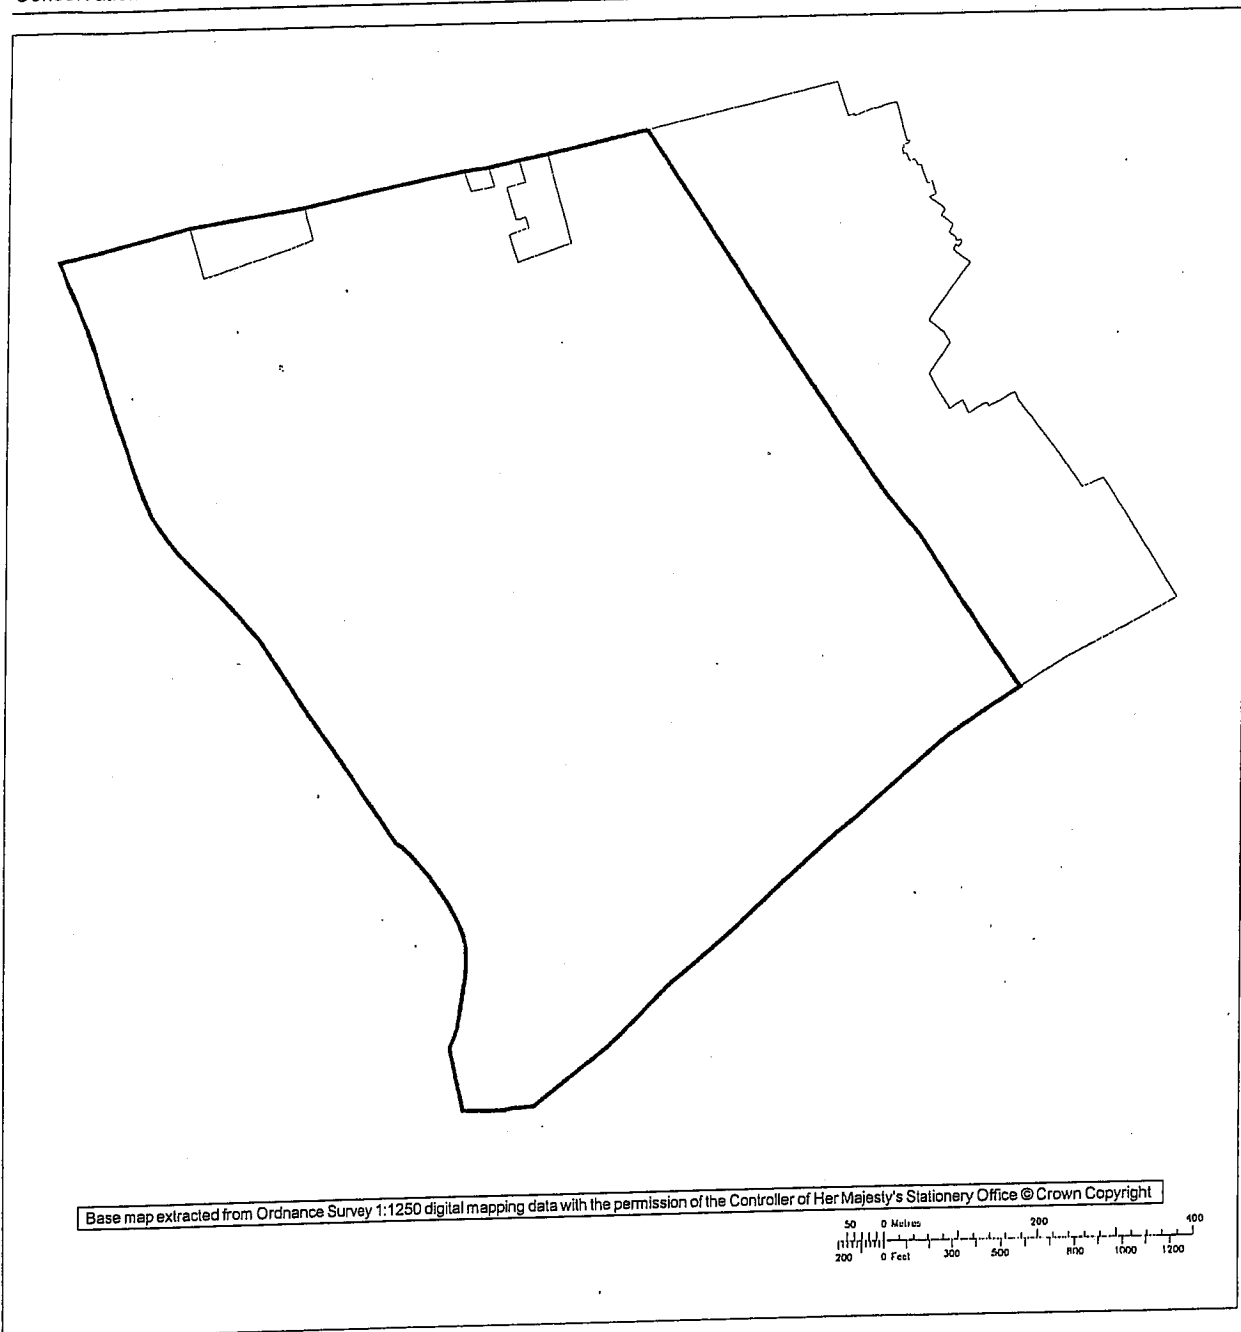 Base map extracted from Ordnance Survey 1:1250 digital mapping data with the permission of the Controller of Her Majesty's Stationery Office © Crown Copyright
50 0 Metres 200 400
200 0 Feet 300 500 800 1000 1200